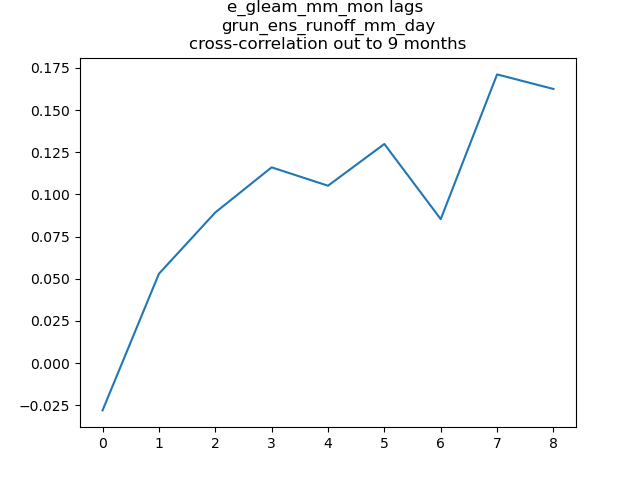 e_gleam_mm_mon lags
grun_ens_runoff_mm_day
cross-correlation out to 9 months
0.175
0.150
0.125
0.100
0.075
0.050
0.025
0.000
−0.025
0 1 2 3 4 5 6 7 8